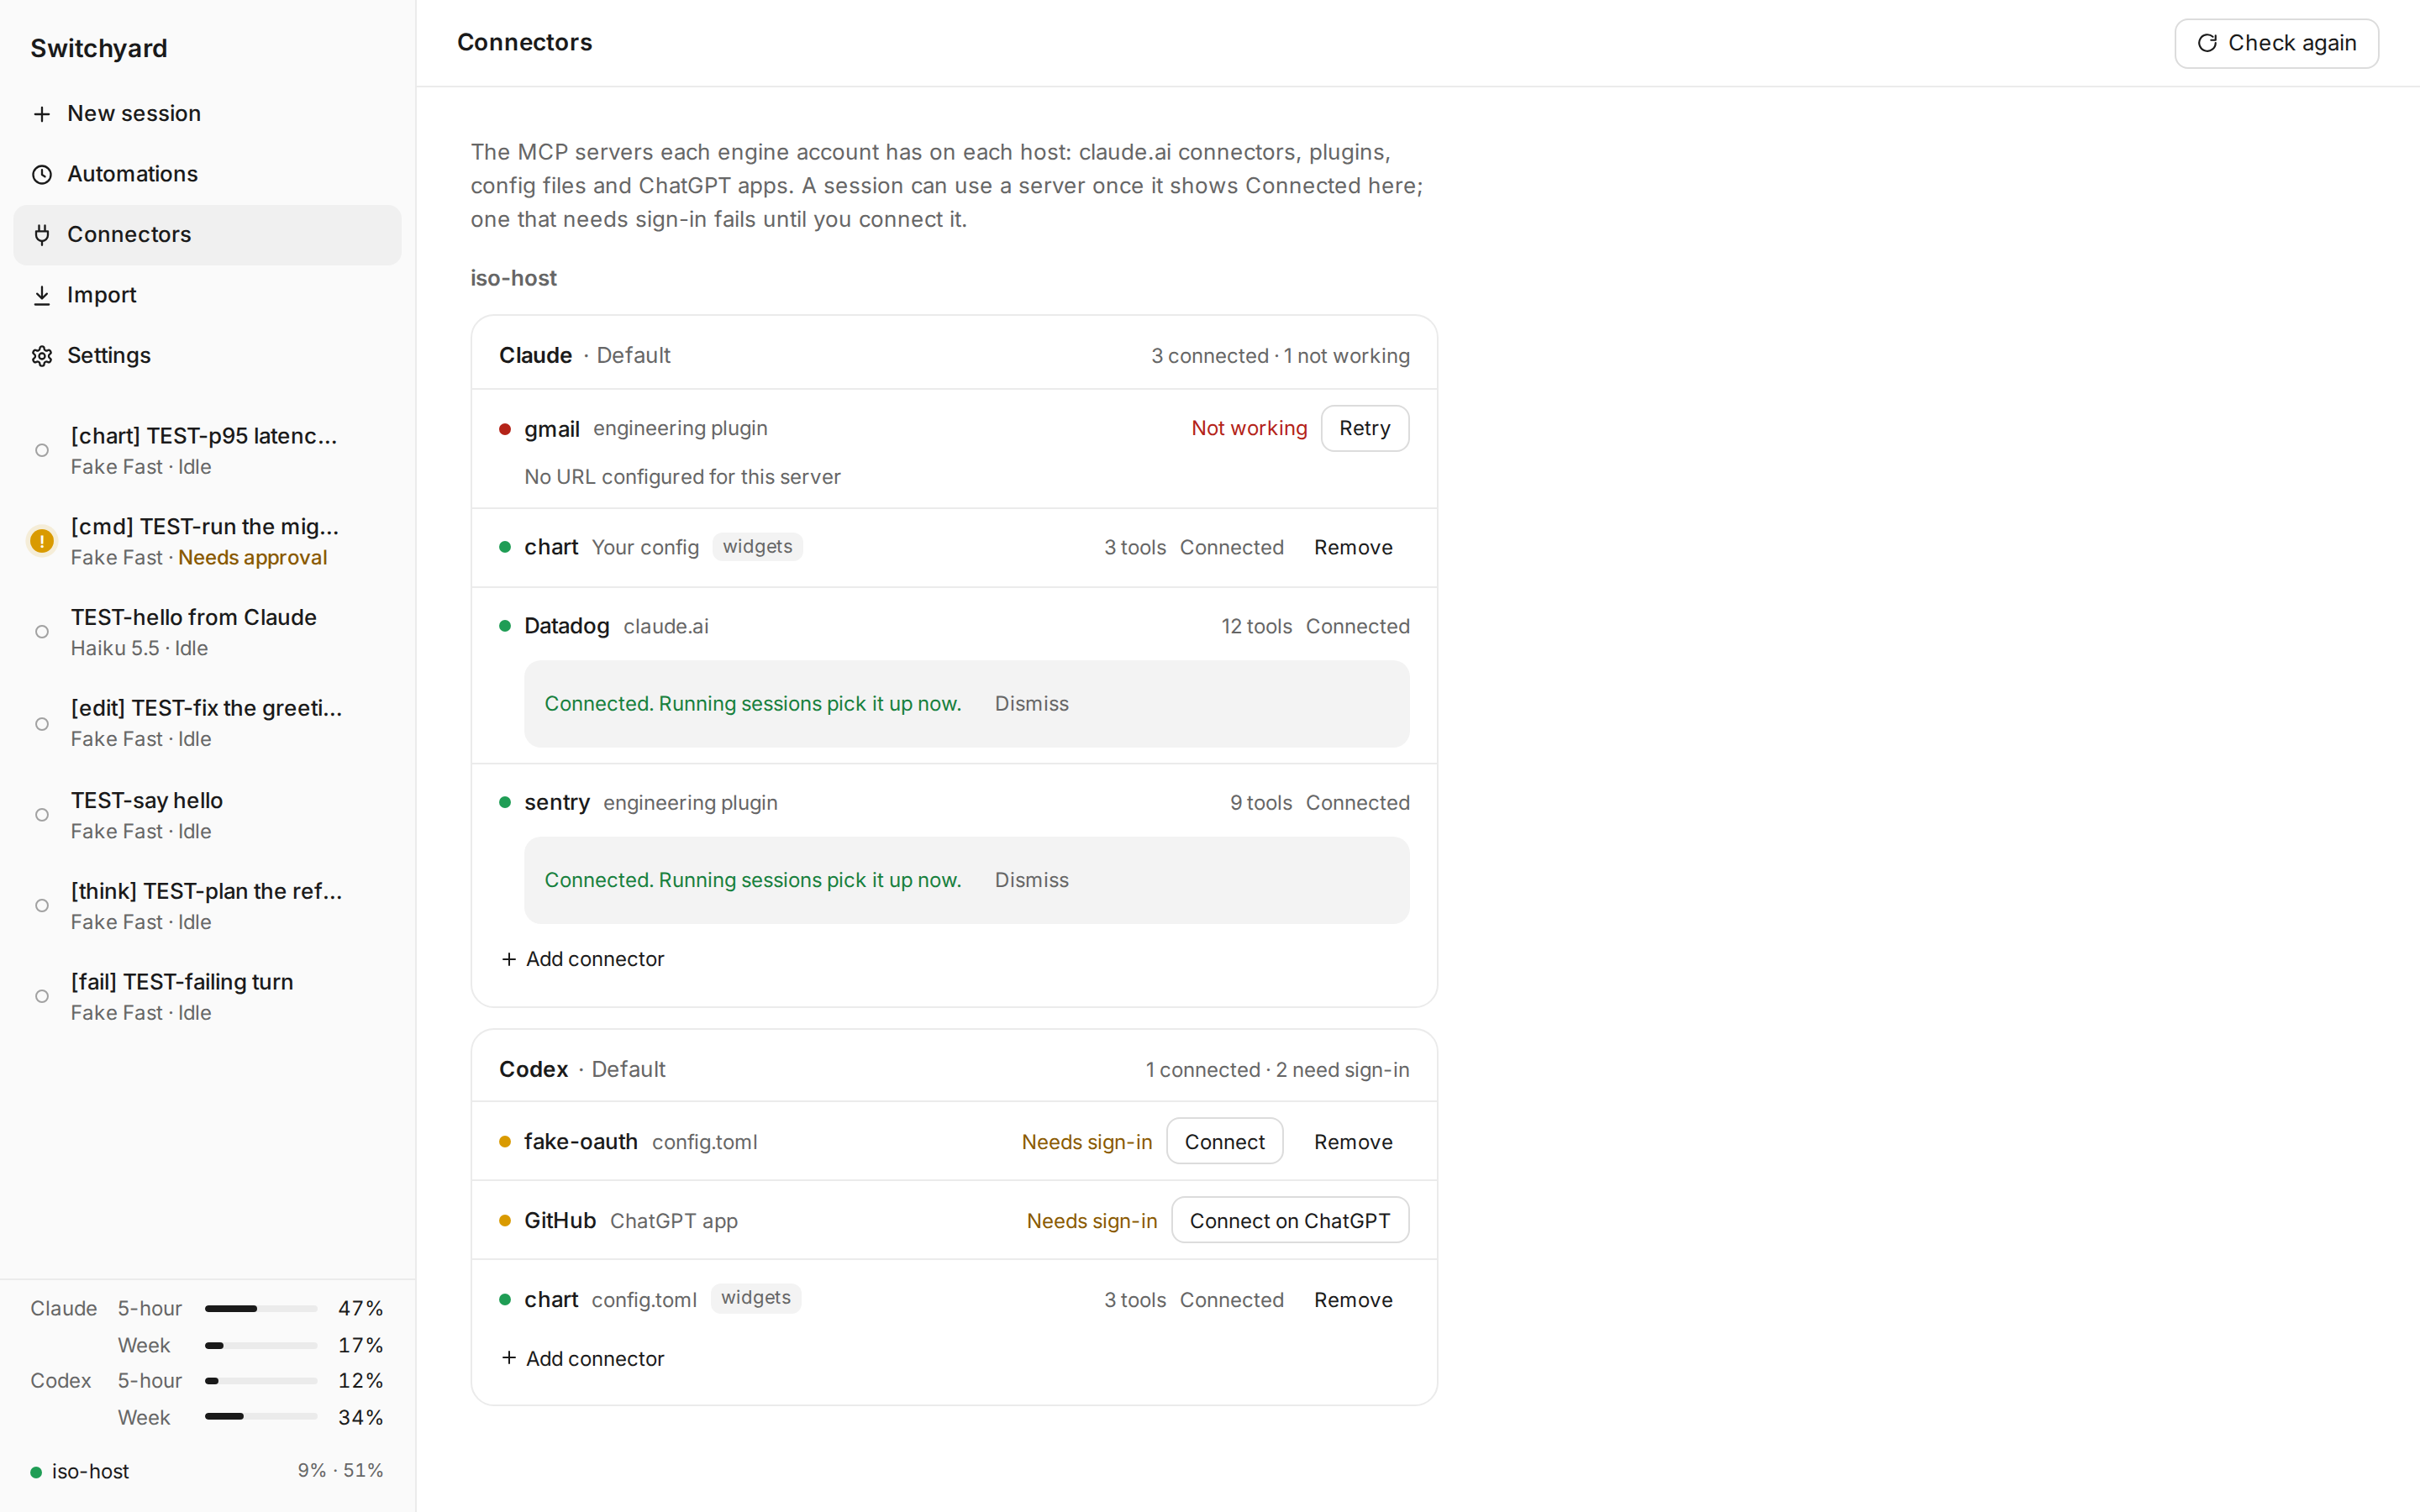 Switchyard
New session
Automations
Connectors
Import
Settings
[chart] TEST-p95 latenc...
Fake Fast · Idle
[cmd] TEST-run the mig...
Fake Fast · Needs approval
TEST-hello from Claude
Haiku 5.5 · Idle
[edit] TEST-fix the greeti...
Fake Fast · Idle
TEST-say hello
Fake Fast · Idle
[think] TEST-plan the ref...
Fake Fast · Idle
[fail] TEST-failing turn
Fake Fast · Idle
Claude 5-hour 47%
Week 17%
Codex 5-hour 12%
Week 34%
iso-host 9% · 51%
Connectors
Check again
The MCP servers each engine account has on each host: claude.ai connectors, plugins,
config files and ChatGPT apps. A session can use a server once it shows Connected here;
one that needs sign-in fails until you connect it.
iso-host
Claude · Default 3 connected · 1 not working
gmail engineering plugin Not working Retry
No URL configured for this server
chart Your config widgets 3 tools Connected Remove
Datadog claude.ai 12 tools Connected
Connected. Running sessions pick it up now. Dismiss
sentry engineering plugin 9 tools Connected
Connected. Running sessions pick it up now. Dismiss
+ Add connector
Codex · Default 1 connected · 2 need sign-in
fake-oauth config.toml Needs sign-in Connect Remove
GitHub ChatGPT app Needs sign-in Connect on ChatGPT
chart config.toml widgets 3 tools Connected Remove
+ Add connector